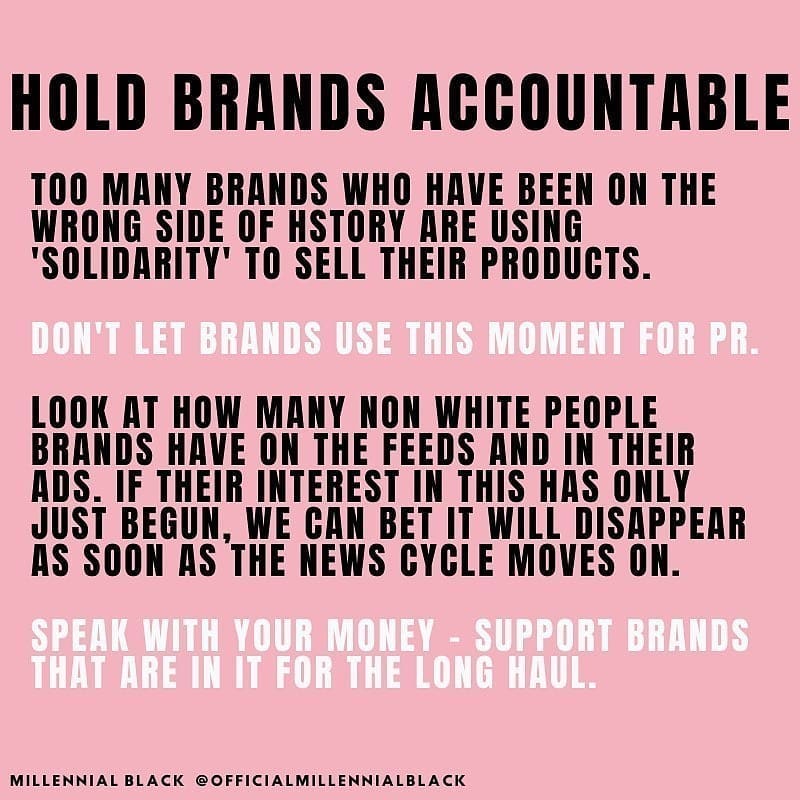 HOLD BRANDS ACCOUNTABLE
TOO MANY BRANDS WHO HAVE BEEN ON THE
WRONG SIDE OF HSTORY ARE USING
'SOLIDARITY' TO SELL THEIR PRODUCTS.
DON'T LET BRANDS USE THIS MOMENT FOR PR.
LOOK AT HOW MANY NON WHITE PEOPLE
BRANDS HAVE ON THE FEEDS AND IN THEIR
ADS. IF THEIR INTEREST IN THIS HAS ONLY
JUST BEGUN, WE CAN BET IT WILL DISAPPEAR
AS SOON AS THE NEWS CYCLE MOVES ON.
SPEAK WITH YOUR MONEY - SUPPORT BRANDS
THAT ARE IN IT FOR THE LONG HAUL.
MILLENNIAL BLACK @OFFICIALMILLENNIALBLACK